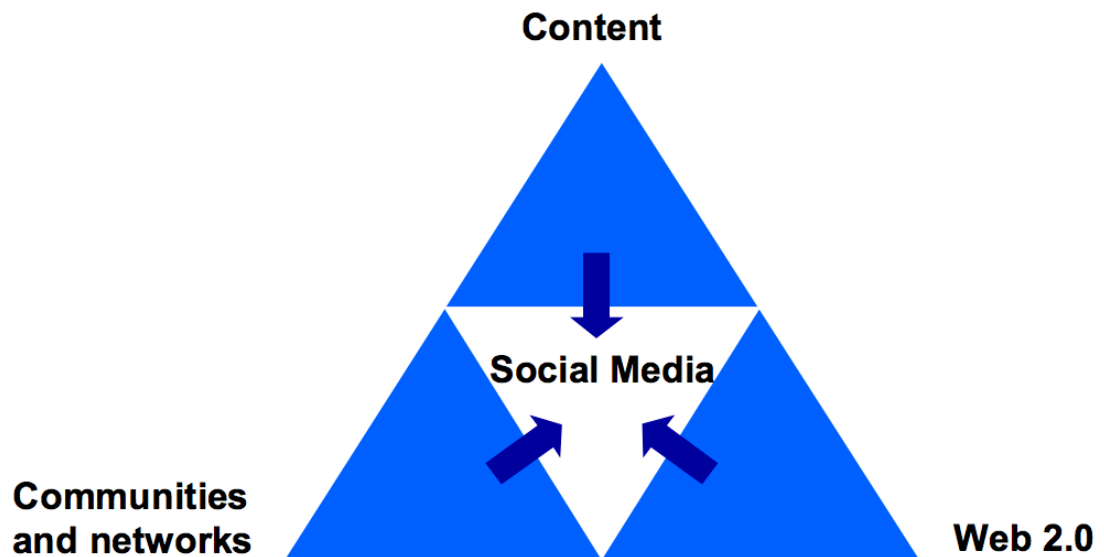 Content
Social Media
Communities
and networks
Web 2.0